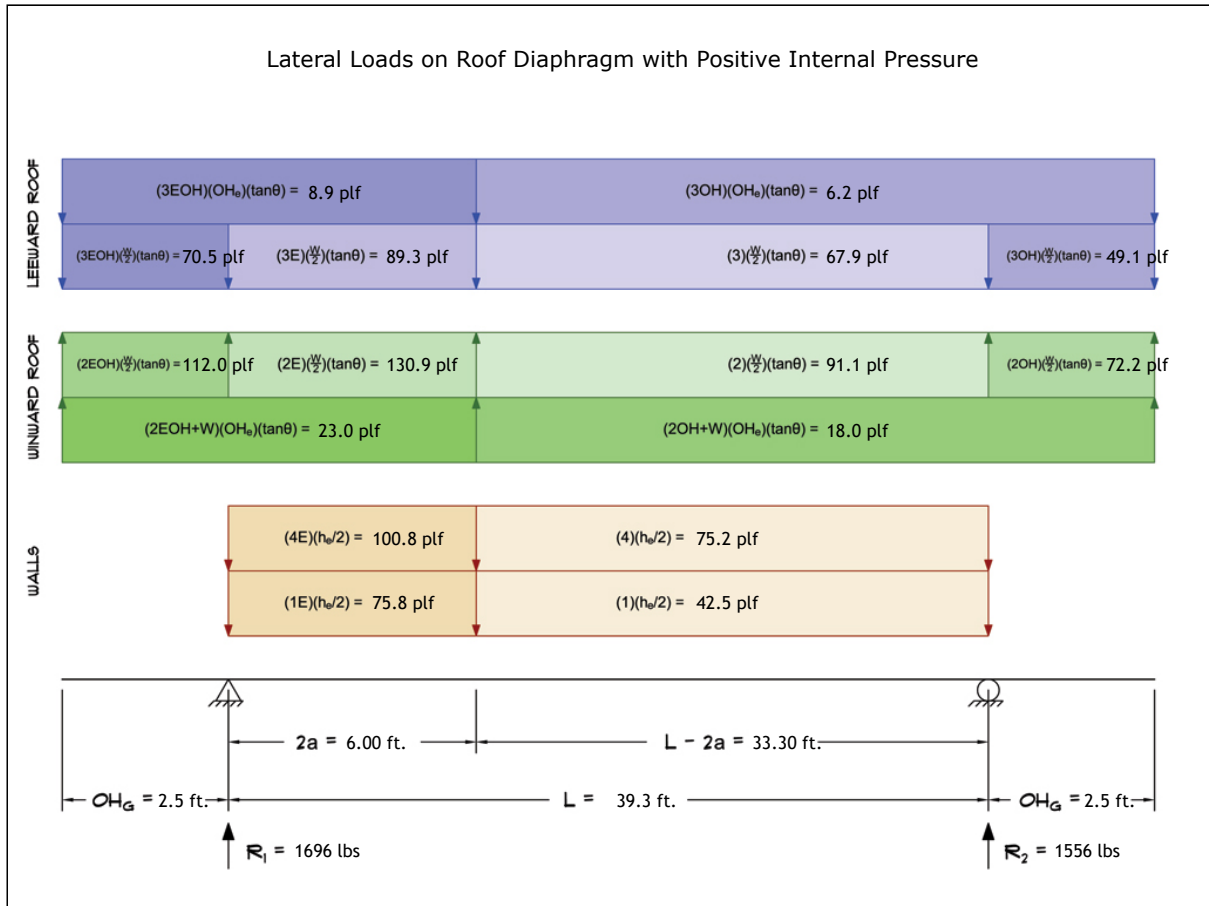 Lateral Loads on Roof Diaphragm with Positive Internal Pressure
LEEWARD ROOF
(3EOH)(OHₑ)(tanθ) = 8.9 plf
(3OH)(OHₑ)(tanθ) = 6.2 plf
(3EOH)(W/2)(tanθ) = 70.5 plf
(3E)(W/2)(tanθ) = 89.3 plf
(3)(W/2)(tanθ) = 67.9 plf
(3OH)(W/2)(tanθ) = 49.1 plf
WINWARD ROOF
(2EOH)(W/2)(tanθ) = 112.0 plf
(2E)(W/2)(tanθ) = 130.9 plf
(2)(W/2)(tanθ) = 91.1 plf
(2OH)(W/2)(tanθ) = 72.2 plf
(2EOH+W)(OHₑ)(tanθ) = 23.0 plf
(2OH+W)(OHₑ)(tanθ) = 18.0 plf
WALLS
(4E)(hₑ/2) = 100.8 plf
(4)(hₑ/2) = 75.2 plf
(1E)(hₑ/2) = 75.8 plf
(1)(hₑ/2) = 42.5 plf
2a = 6.00 ft.
L - 2a = 33.30 ft.
OH_G = 2.5 ft.
L = 39.3 ft.
OH_G = 2.5 ft.
R₁ = 1696 lbs
R₂ = 1556 lbs